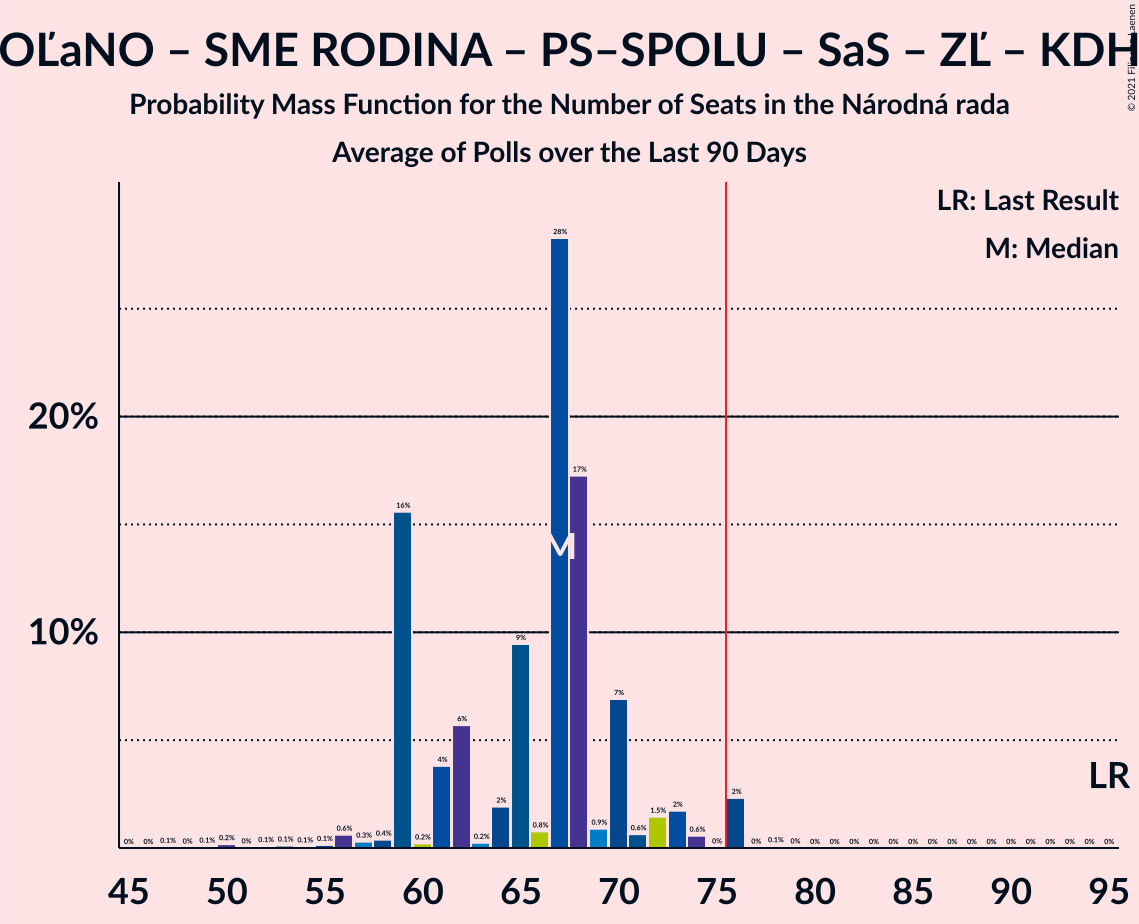 OĽaNO – SME RODINA – PS–SPOLU – SaS – ZĽ – KDH
Probability Mass Function for the Number of Seats in the Národná rada
Average of Polls over the Last 90 Days
© 2021 Filip Laenen
LR: Last Result
M: Median
20%
10%
0% 0% 0.1% 0% 0.1% 0.2% 0% 0.1% 0.1% 0.1% 0.1% 0.6% 0.3% 0.4% 16% 0.2% 4% 6% 0.2% 2% 9% 0.8% 28% 17% 0.9% 7% 0.6% 1.5% 2% 0.6% 0% 2% 0% 0.1% 0% 0% 0% 0% 0% 0% 0% 0% 0% 0% 0% 0% 0% 0% 0% 0% 0%
M
LR
45 50 55 60 65 70 75 80 85 90 95